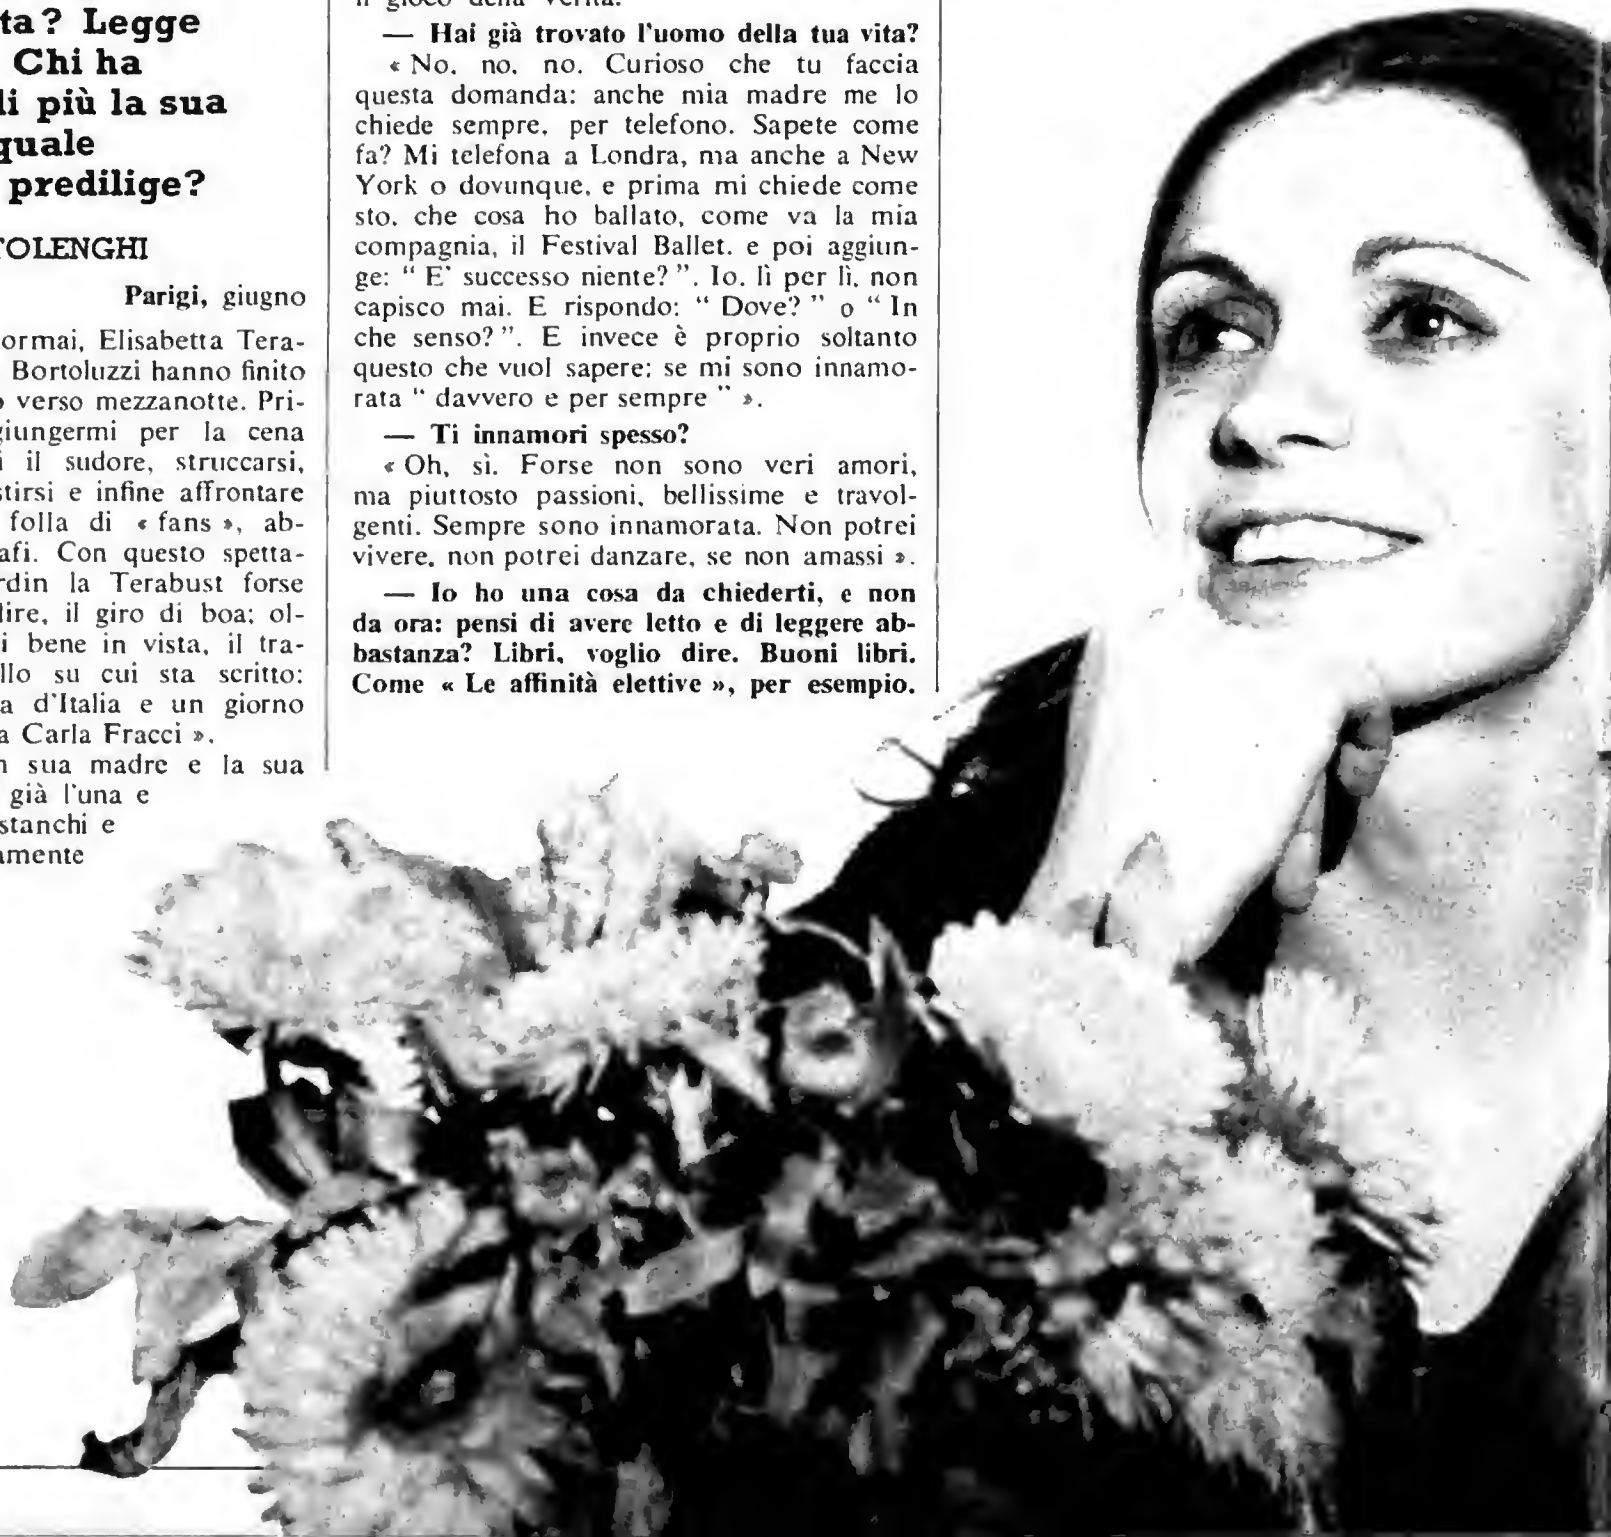 ta? Legge
Chi ha
li più la sua
quale
predilige?
TOLENGHI
Parigi, giugno
ormai, Elisabetta Tera-
Bortoluzzi hanno finito
verso mezzanotte. Pri-
giungermi per la cena
i il sudore, struccarsi,
stirsi e infine affrontare
folla di « fans », ab-
afi. Con questo spetta-
rdin la Terabust forse
dire, il giro di boa; ol-
i bene in vista, il tra-
llo su cui sta scritto:
a d'Italia e un giorno
a Carla Fracci ».
n sua madre e la sua
già l'una e
stanchi e
amente
il gioco della verità.
— Hai già trovato l'uomo della tua vita?
« No, no, no. Curioso che tu faccia
questa domanda: anche mia madre me lo
chiede sempre, per telefono. Sapete come
fa? Mi telefona a Londra, ma anche a New
York o dovunque, e prima mi chiede come
sto, che cosa ho ballato, come va la mia
compagnia, il Festival Ballet, e poi aggiun-
ge: “ E' successo niente? ”. Io, lì per lì, non
capisco mai. E rispondo: “ Dove? ” o “ In
che senso? ”. E invece è proprio soltanto
questo che vuol sapere: se mi sono innamo-
rata “ davvero e per sempre ” ».
— Ti innamori spesso?
« Oh, sì. Forse non sono veri amori,
ma piuttosto passioni, bellissime e travol-
genti. Sempre sono innamorata. Non potrei
vivere, non potrei danzare, se non amassi ».
— Io ho una cosa da chiederti, e non
da ora: pensi di avere letto e di leggere ab-
bastanza? Libri, voglio dire. Buoni libri.
Come « Le affinità elettive », per esempio.